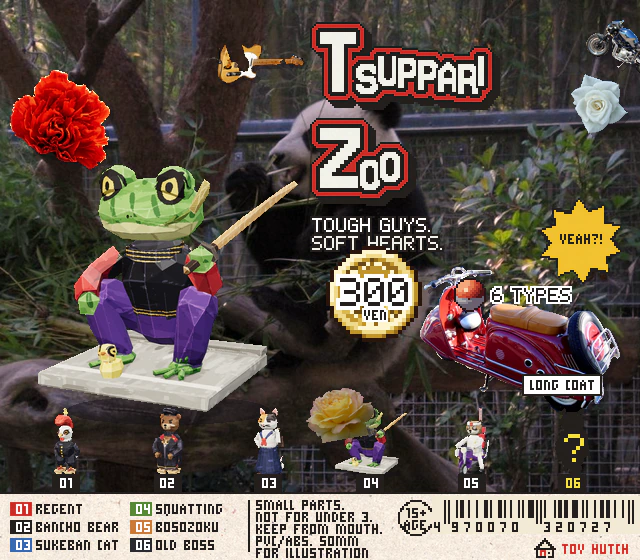 TSUPPARI
ZOO
TOUGH GUYS.
SOFT HEARTS.
300
YEN
YEAH?!
6 TYPES
LONG COAT
01
02
03
04
05
?
06
01 REGENT
02 BANCHO BEAR
03 SUKEBAN CAT
04 SQUATTING
05 BOSOZOKU
06 OLD BOSS
SMALL PARTS.
NOT FOR UNDER 3.
KEEP FROM MOUTH.
PVC/ABS. 50MM
FOR ILLUSTRATION
15+
AGE
4 970070 320727
TOY HUTCH